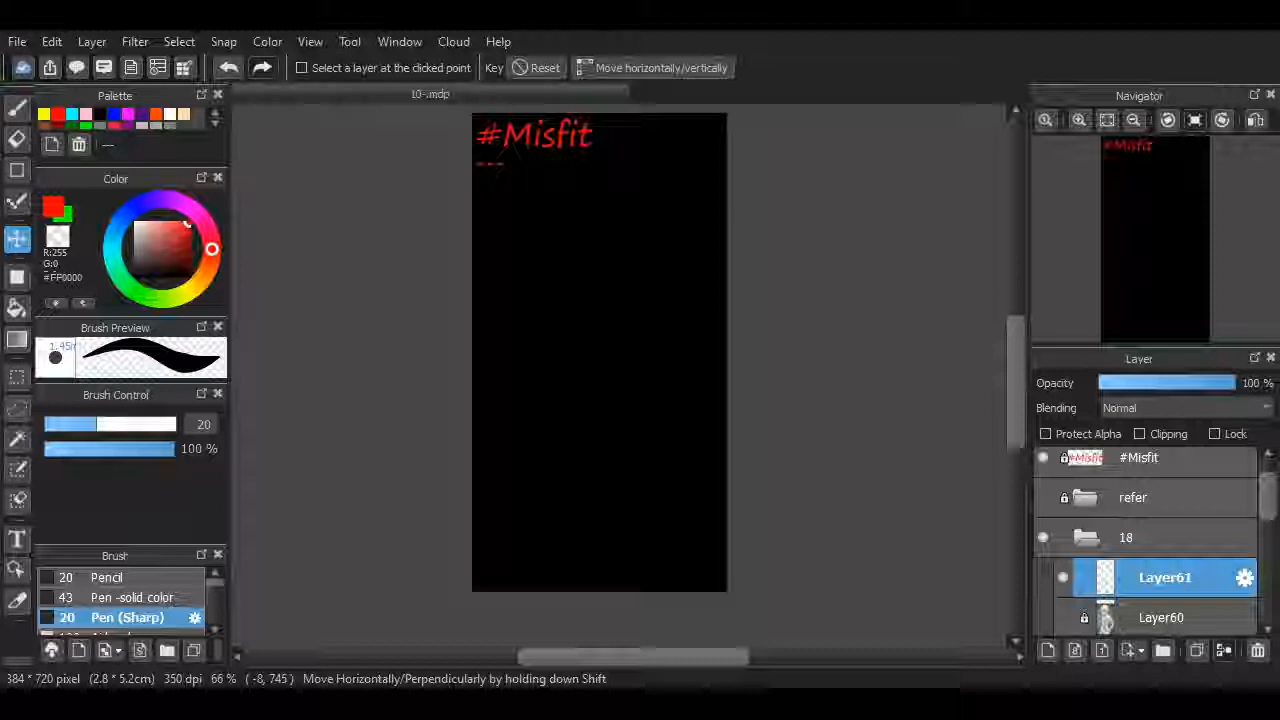 File Edit Layer Filter Select Snap Color View Tool Window Cloud Help
Select a layer at the clicked point Key Reset Move horizontally/vertically
Palette
10-.mdp
Navigator
#Misfit
---
#Misfit
Color
R:255
G:0
#FF0000
Brush Preview
Brush Control
20
100 %
Layer
Opacity 100 %
Blending Normal
Protect Alpha Clipping Lock
#Misfit #Misfit
refer
18
Layer61
Layer60
Brush
20 Pencil
43 Pen -solid color
20 Pen (Sharp)
384 * 720 pixel (2.8 * 5.2cm) 350 dpi 66 % ( -8, 745 ) Move Horizontally/Perpendicularly by holding down Shift